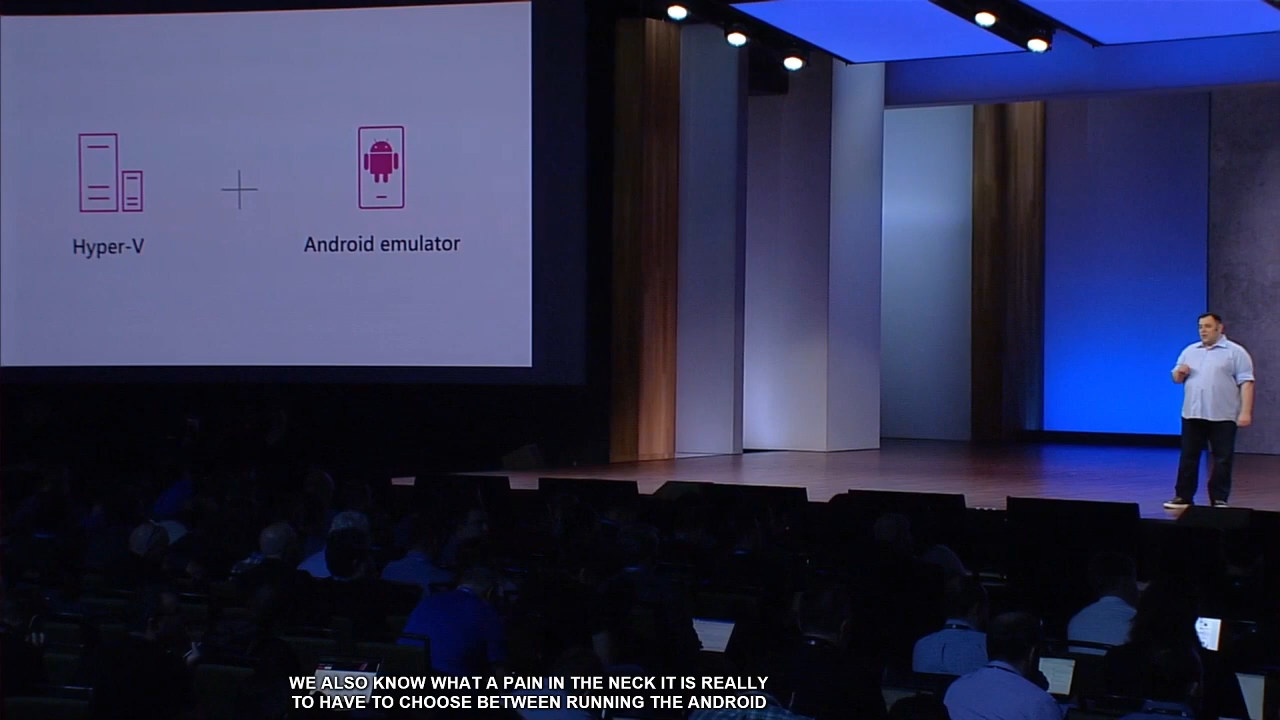 Hyper-V
Android emulator
WE ALSO KNOW WHAT A PAIN IN THE NECK IT IS REALLY
TO HAVE TO CHOOSE BETWEEN RUNNING THE ANDROID